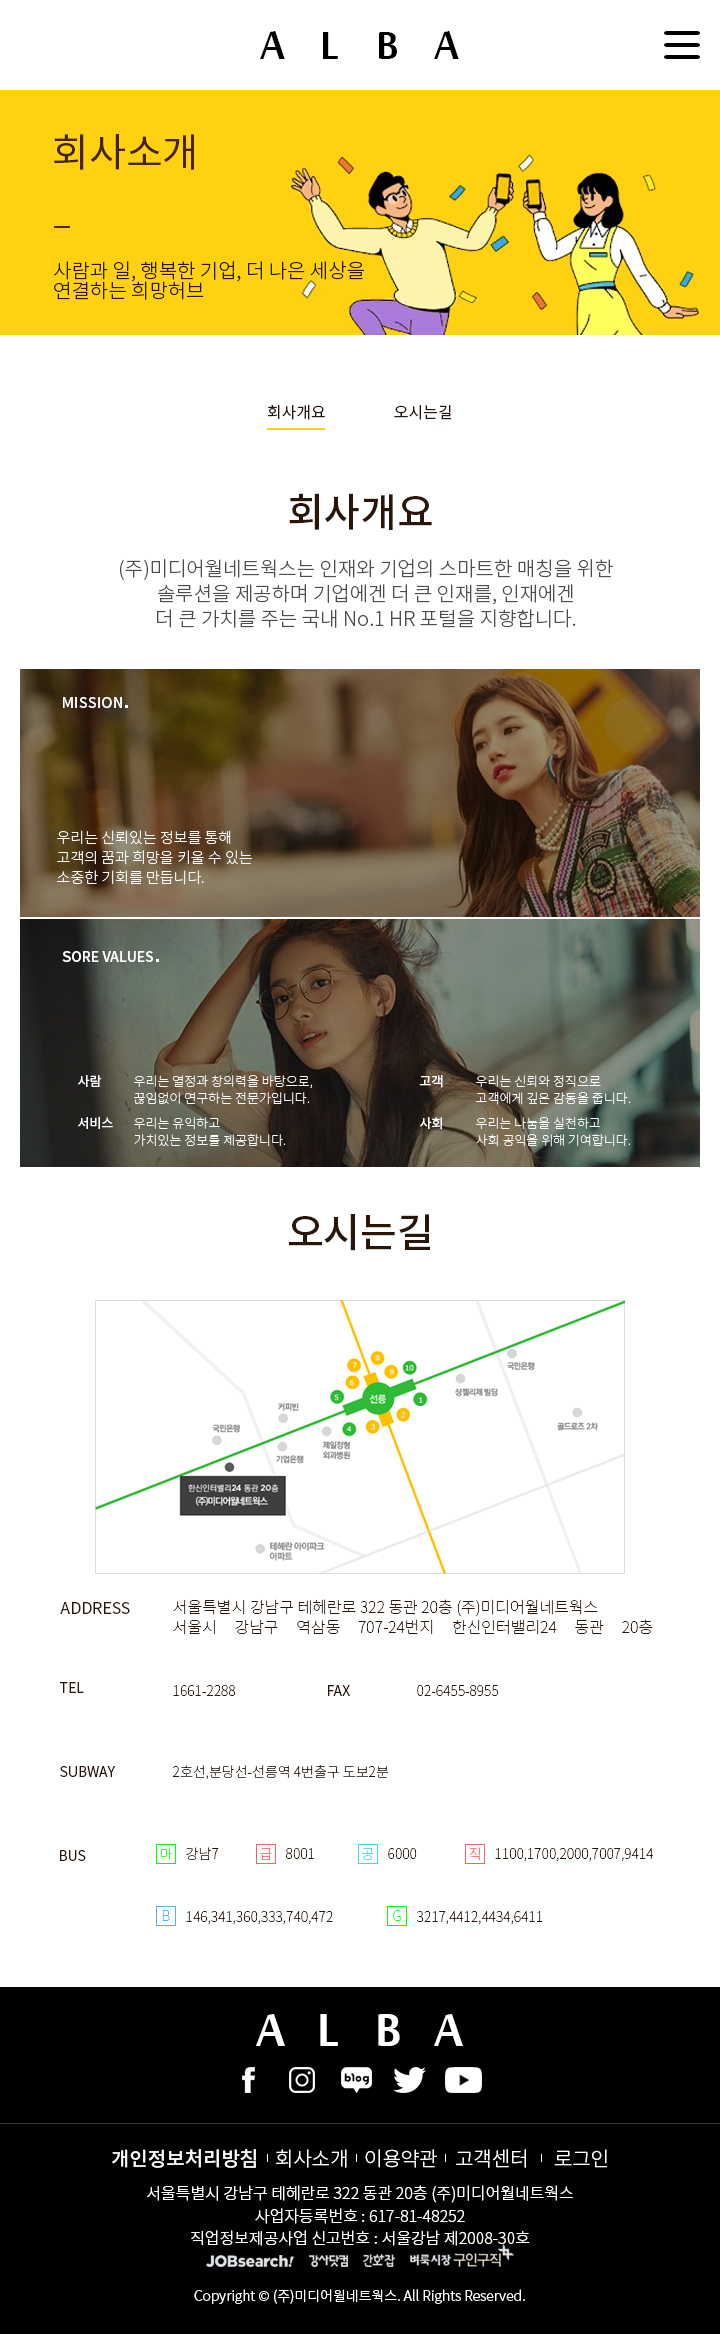 ALBA
회사소개
사람과 일, 행복한 기업, 더 나은 세상을
연결하는 희망허브
회사개요 오시는길
회사개요
(주)미디어월네트웍스는 인재와 기업의 스마트한 매칭을 위한
솔루션을 제공하며 기업에겐 더 큰 인재를, 인재에겐
더 큰 가치를 주는 국내 No.1 HR 포털을 지향합니다.
MISSION.
우리는 신뢰있는 정보를 통해
고객의 꿈과 희망을 키울 수 있는
소중한 기회를 만듭니다.
SORE VALUES.
사람 우리는 열정과 창의력을 바탕으로,
끊임없이 연구하는 전문가입니다.
고객 우리는 신뢰와 정직으로
고객에게 깊은 감동을 줍니다.
서비스 우리는 유익하고
가치있는 정보를 제공합니다.
사회 우리는 나눔을 실천하고
사회 공익을 위해 기여합니다.
오시는길
국민은행
상젤리제 빌딩
골드로즈 2차
8
7
9
10
6
5
선릉
1
2
3
4
커피빈
국민은행
제일정형
외과병원
기업은행
한신인터밸리24 동관 20층
(주)미디어월네트웍스
테헤란 아이파크
아파트
ADDRESS 서울특별시 강남구 테헤란로 322 동관 20층 (주)미디어월네트웍스
서울시 강남구 역삼동 707-24번지 한신인터밸리24 동관 20층
TEL 1661-2288 FAX 02-6455-8955
SUBWAY 2호선,분당선-선릉역 4번출구 도보2분
BUS 마 강남7 급 8001 공 6000 직 1100,1700,2000,7007,9414
B 146,341,360,333,740,472 G 3217,4412,4434,6411
ALBA
blog
개인정보처리방침 회사소개 이용약관 고객센터 로그인
서울특별시 강남구 테헤란로 322 동관 20층 (주)미디어월네트웍스
사업자등록번호 : 617-81-48252
직업정보제공사업 신고번호 : 서울강남 제2008-30호
JOBsearch! 강사닷컴 간호잡 벼룩시장 구인구직
Copyright © (주)미디어월네트웍스. All Rights Reserved.